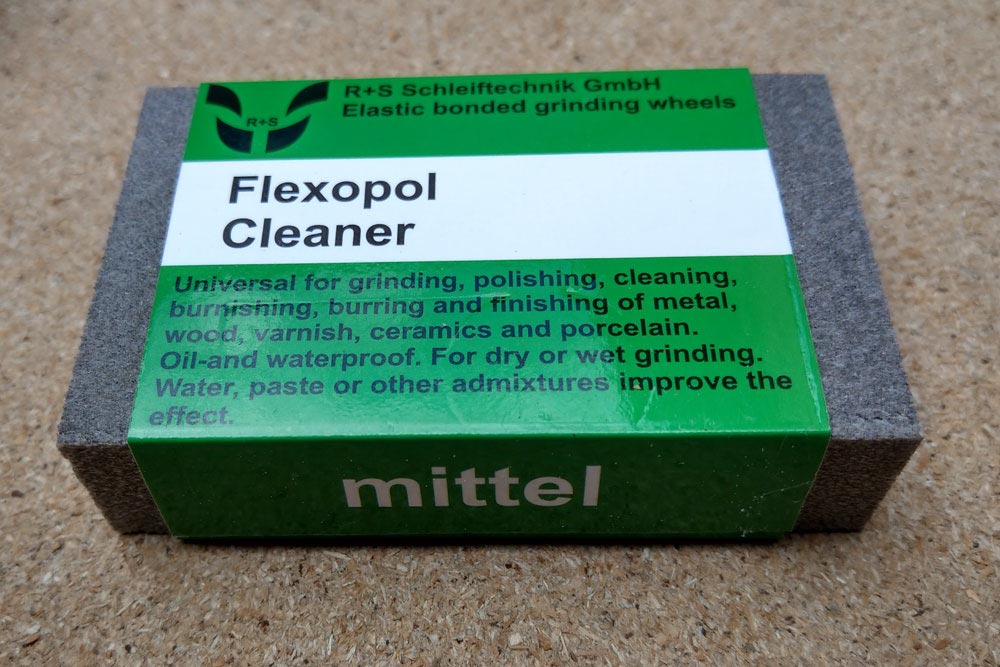 R+S
R+S Schleiftechnik GmbH
Elastic bonded grinding wheels
Flexopol
Cleaner
Universal for grinding, polishing, cleaning,
burnishing, burring and finishing of metal,
wood, varnish, ceramics and porcelain.
Oil-and waterproof. For dry or wet grinding.
Water, paste or other admixtures improve the
effect.
mittel